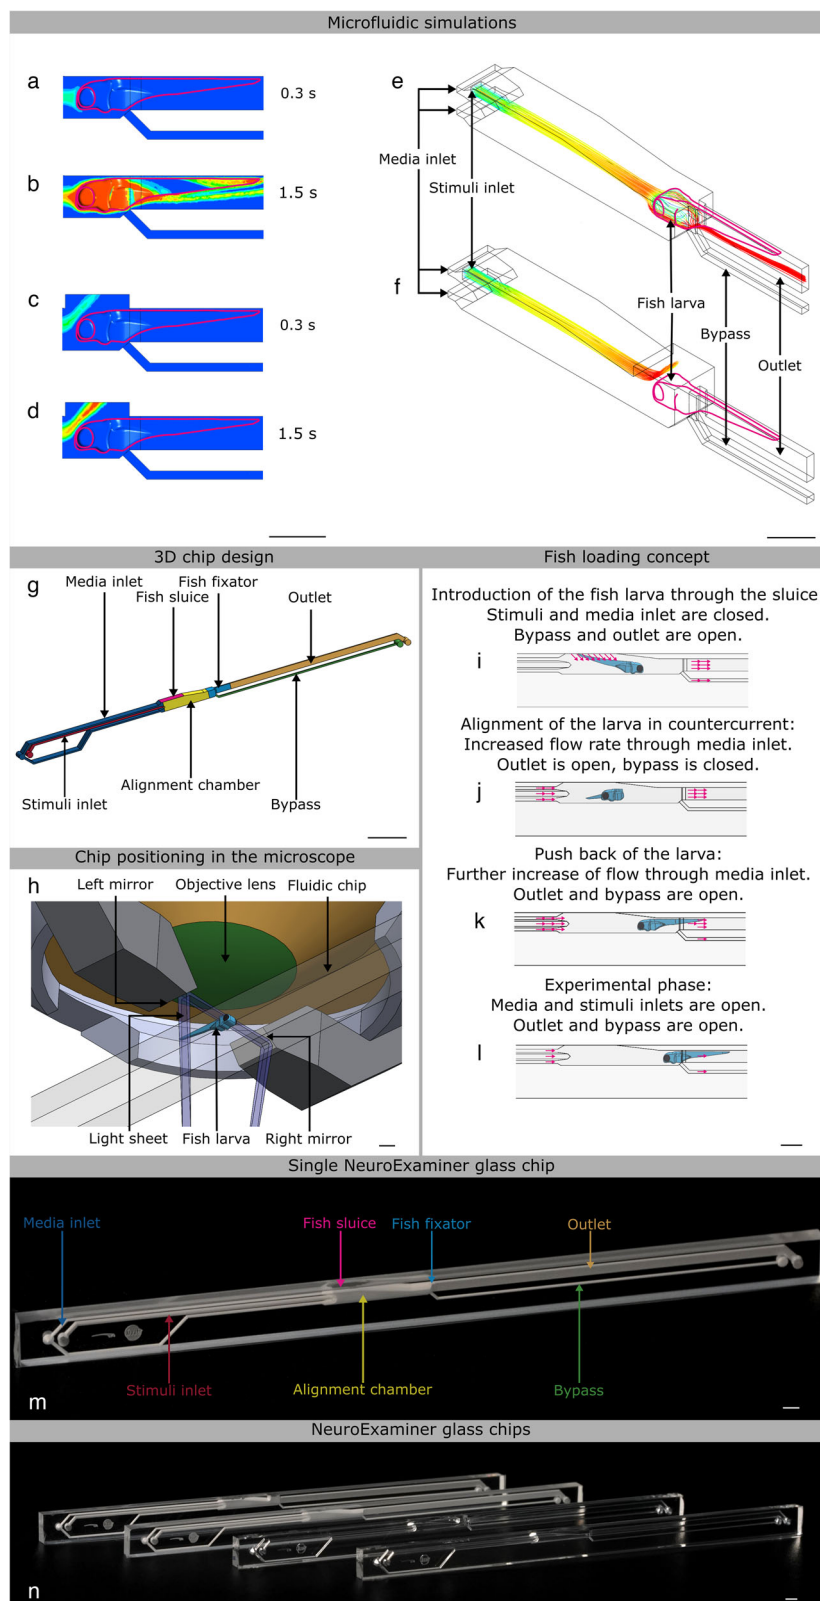 Microfluidic simulations
a
0.3 s
b
1.5 s
c
0.3 s
d
1.5 s
e
Media inlet
Stimuli inlet
f
Fish larva
Bypass
Outlet
3D chip design
g
Media inlet
Fish sluice
Fish fixator
Outlet
Alignment chamber
Stimuli inlet
Bypass
Chip positioning in the microscope
h
Left mirror
Objective lens
Fluidic chip
Light sheet
Fish larva
Right mirror
Fish loading concept
Introduction of the fish larva through the sluice
Stimuli and media inlet are closed.
Bypass and outlet are open.
i
Alignment of the larva in countercurrent:
Increased flow rate through media inlet.
Outlet is open, bypass is closed.
j
Push back of the larva:
Further increase of flow through media inlet.
Outlet and bypass are open.
k
Experimental phase:
Media and stimuli inlets are open.
Outlet and bypass are open.
l
Single NeuroExaminer glass chip
Media inlet
Fish sluice
Fish fixator
Outlet
Stimuli inlet
Alignment chamber
Bypass
m
NeuroExaminer glass chips
n